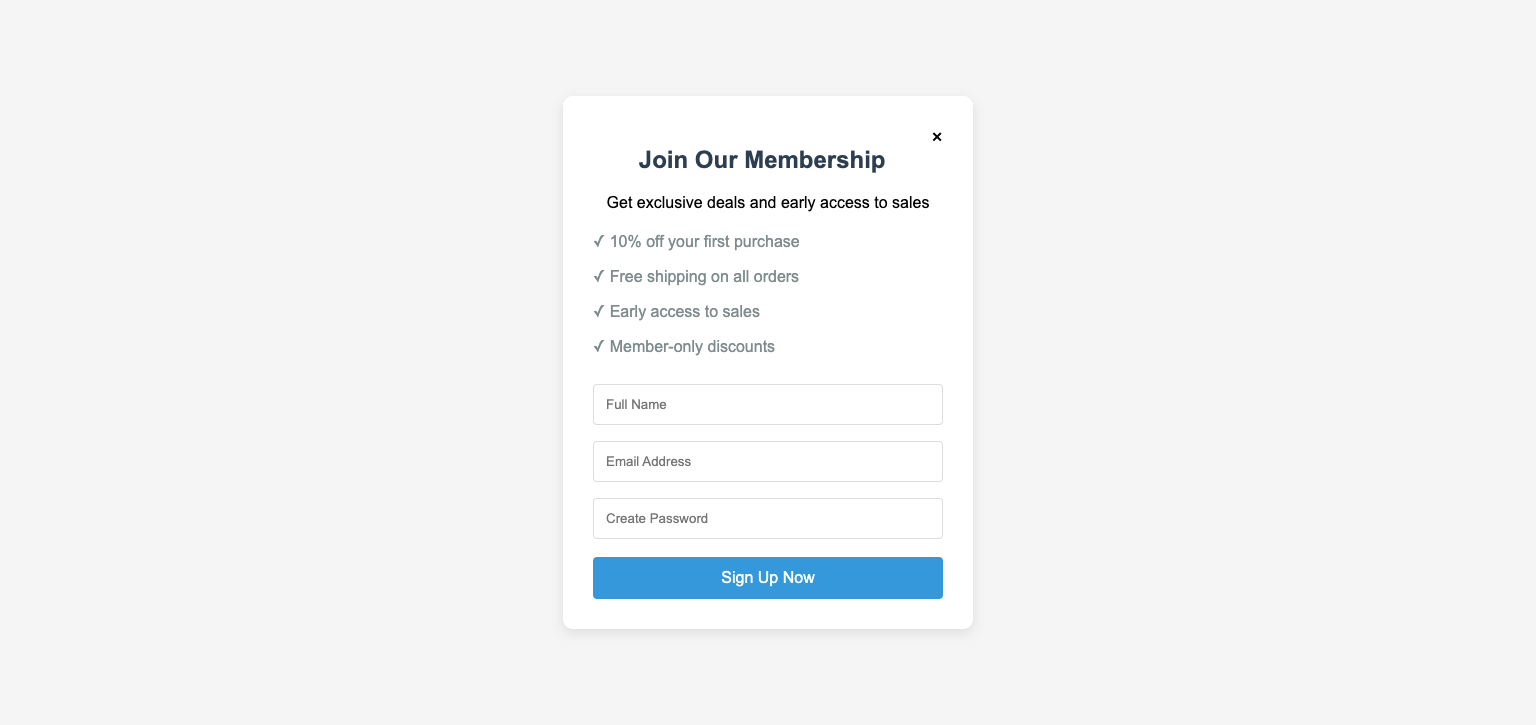 ×
Join Our Membership
Get exclusive deals and early access to sales
✓ 10% off your first purchase
✓ Free shipping on all orders
✓ Early access to sales
✓ Member-only discounts
Full Name
Email Address
Create Password
Sign Up Now